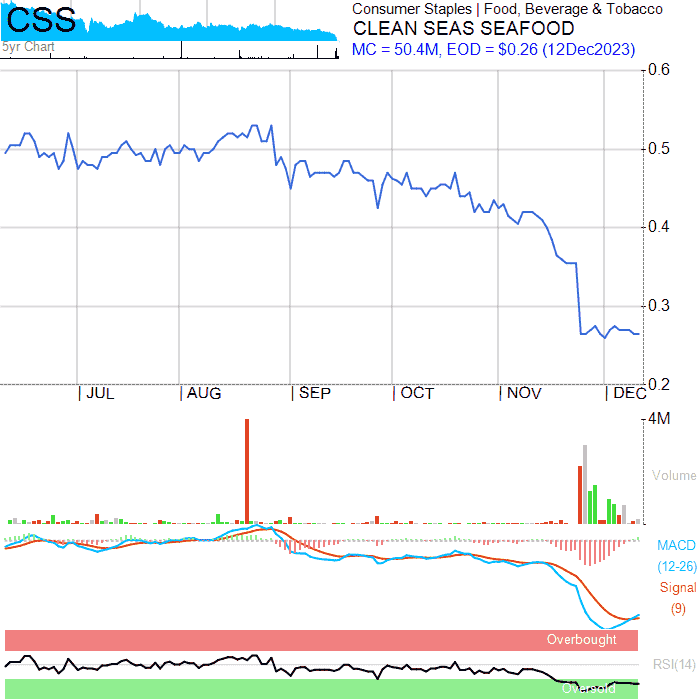 CSS
5yr Chart
Consumer Staples | Food, Beverage & Tobacco
CLEAN SEAS SEAFOOD
MC = 50.4M, EOD = $0.26 (12Dec2023)
0.6
0.5
0.4
0.3
0.2
| JUL | AUG | SEP | OCT | NOV | DEC
4M
Volume
MACD
(12-26)
Signal
(9)
Overbought
RSI(14)
Oversold